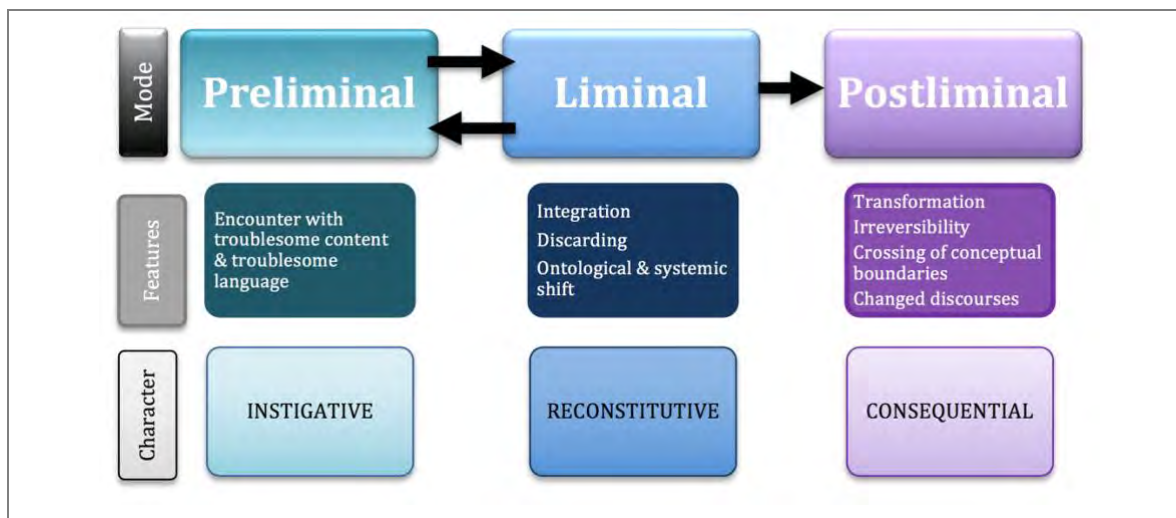 Mode
Preliminal
Liminal
Postliminal
Features
Encounter with
troublesome content
& troublesome
language
Integration
Discarding
Ontological & systemic
shift
Transformation
Irreversibility
Crossing of conceptual
boundaries
Changed discourses
Character
INSTIGATIVE
RECONSTITUTIVE
CONSEQUENTIAL